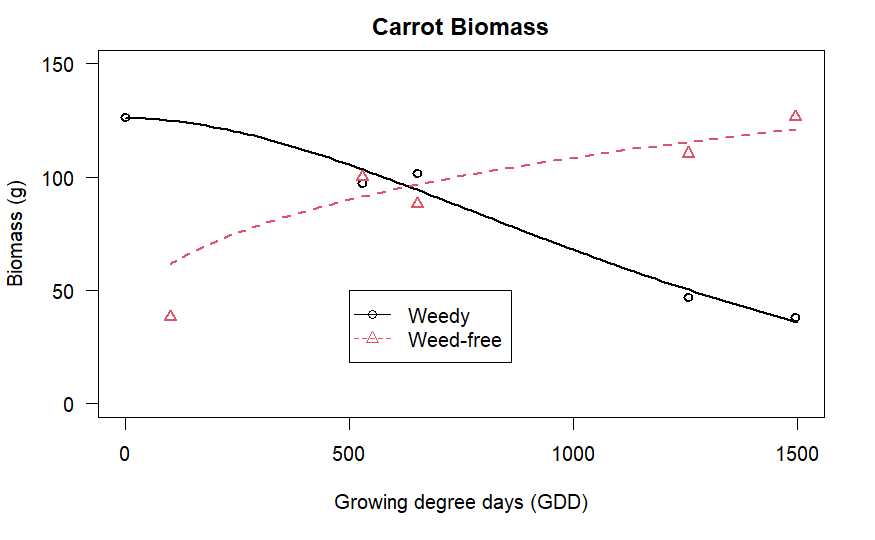 Carrot Biomass
150
100
50
0
Biomass (g)
Weedy
Weed-free
0 500 1000 1500
Growing degree days (GDD)